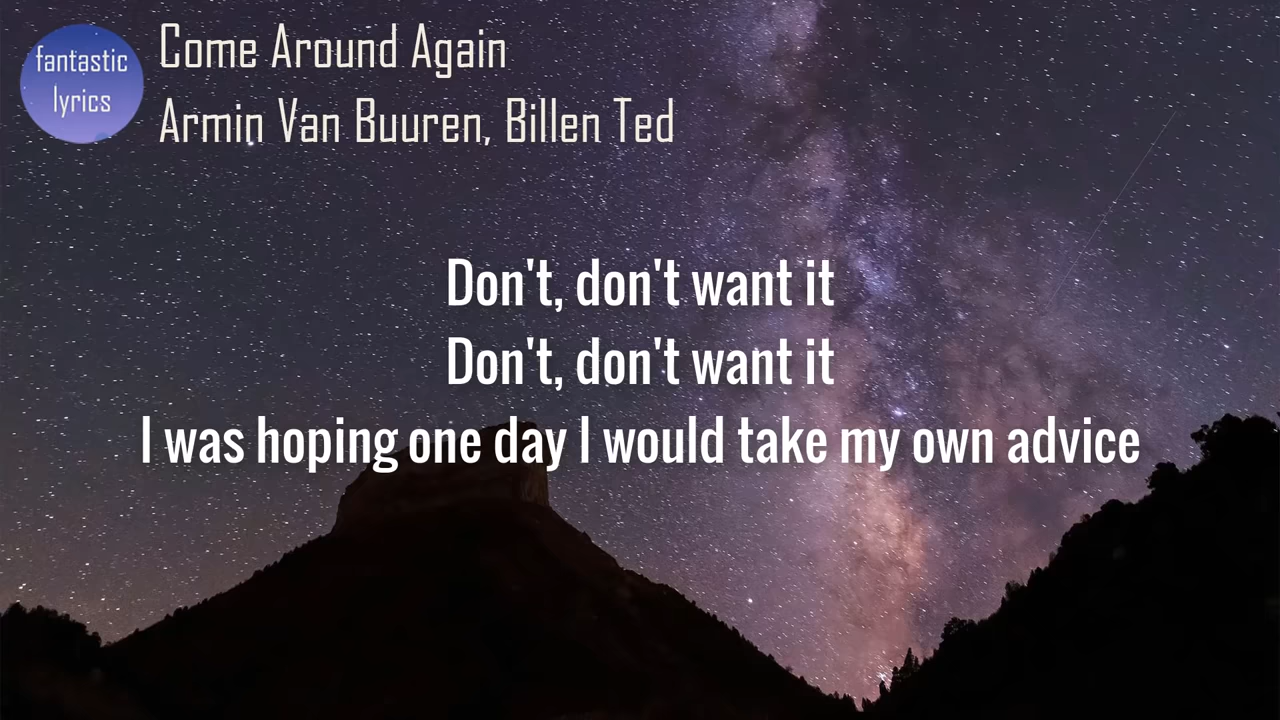 fantastic
lyrics
Come Around Again
Armin Van Buuren, Billen Ted
Don't, don't want it
Don't, don't want it
I was hoping one day I would take my own advice